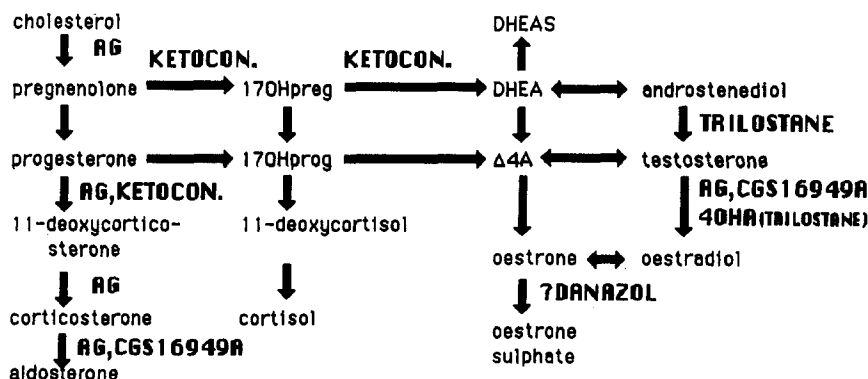 cholesterol DHEAS
AG KETOCON. KETOCON.
pregnenolone 17OHpreg DHEA androstenediol
TRILOSTANE
progesterone 17OHprog Δ4A testosterone
AG,KETOCON. AG,CGS16949A
11-deoxycortico- 11-deoxycortisol 4OHA(TRILOSTANE)
sterone oestrone oestradiol
AG ?DANAZOL
corticosterone cortisol oestrone
AG,CGS16949A sulphate
aldosterone